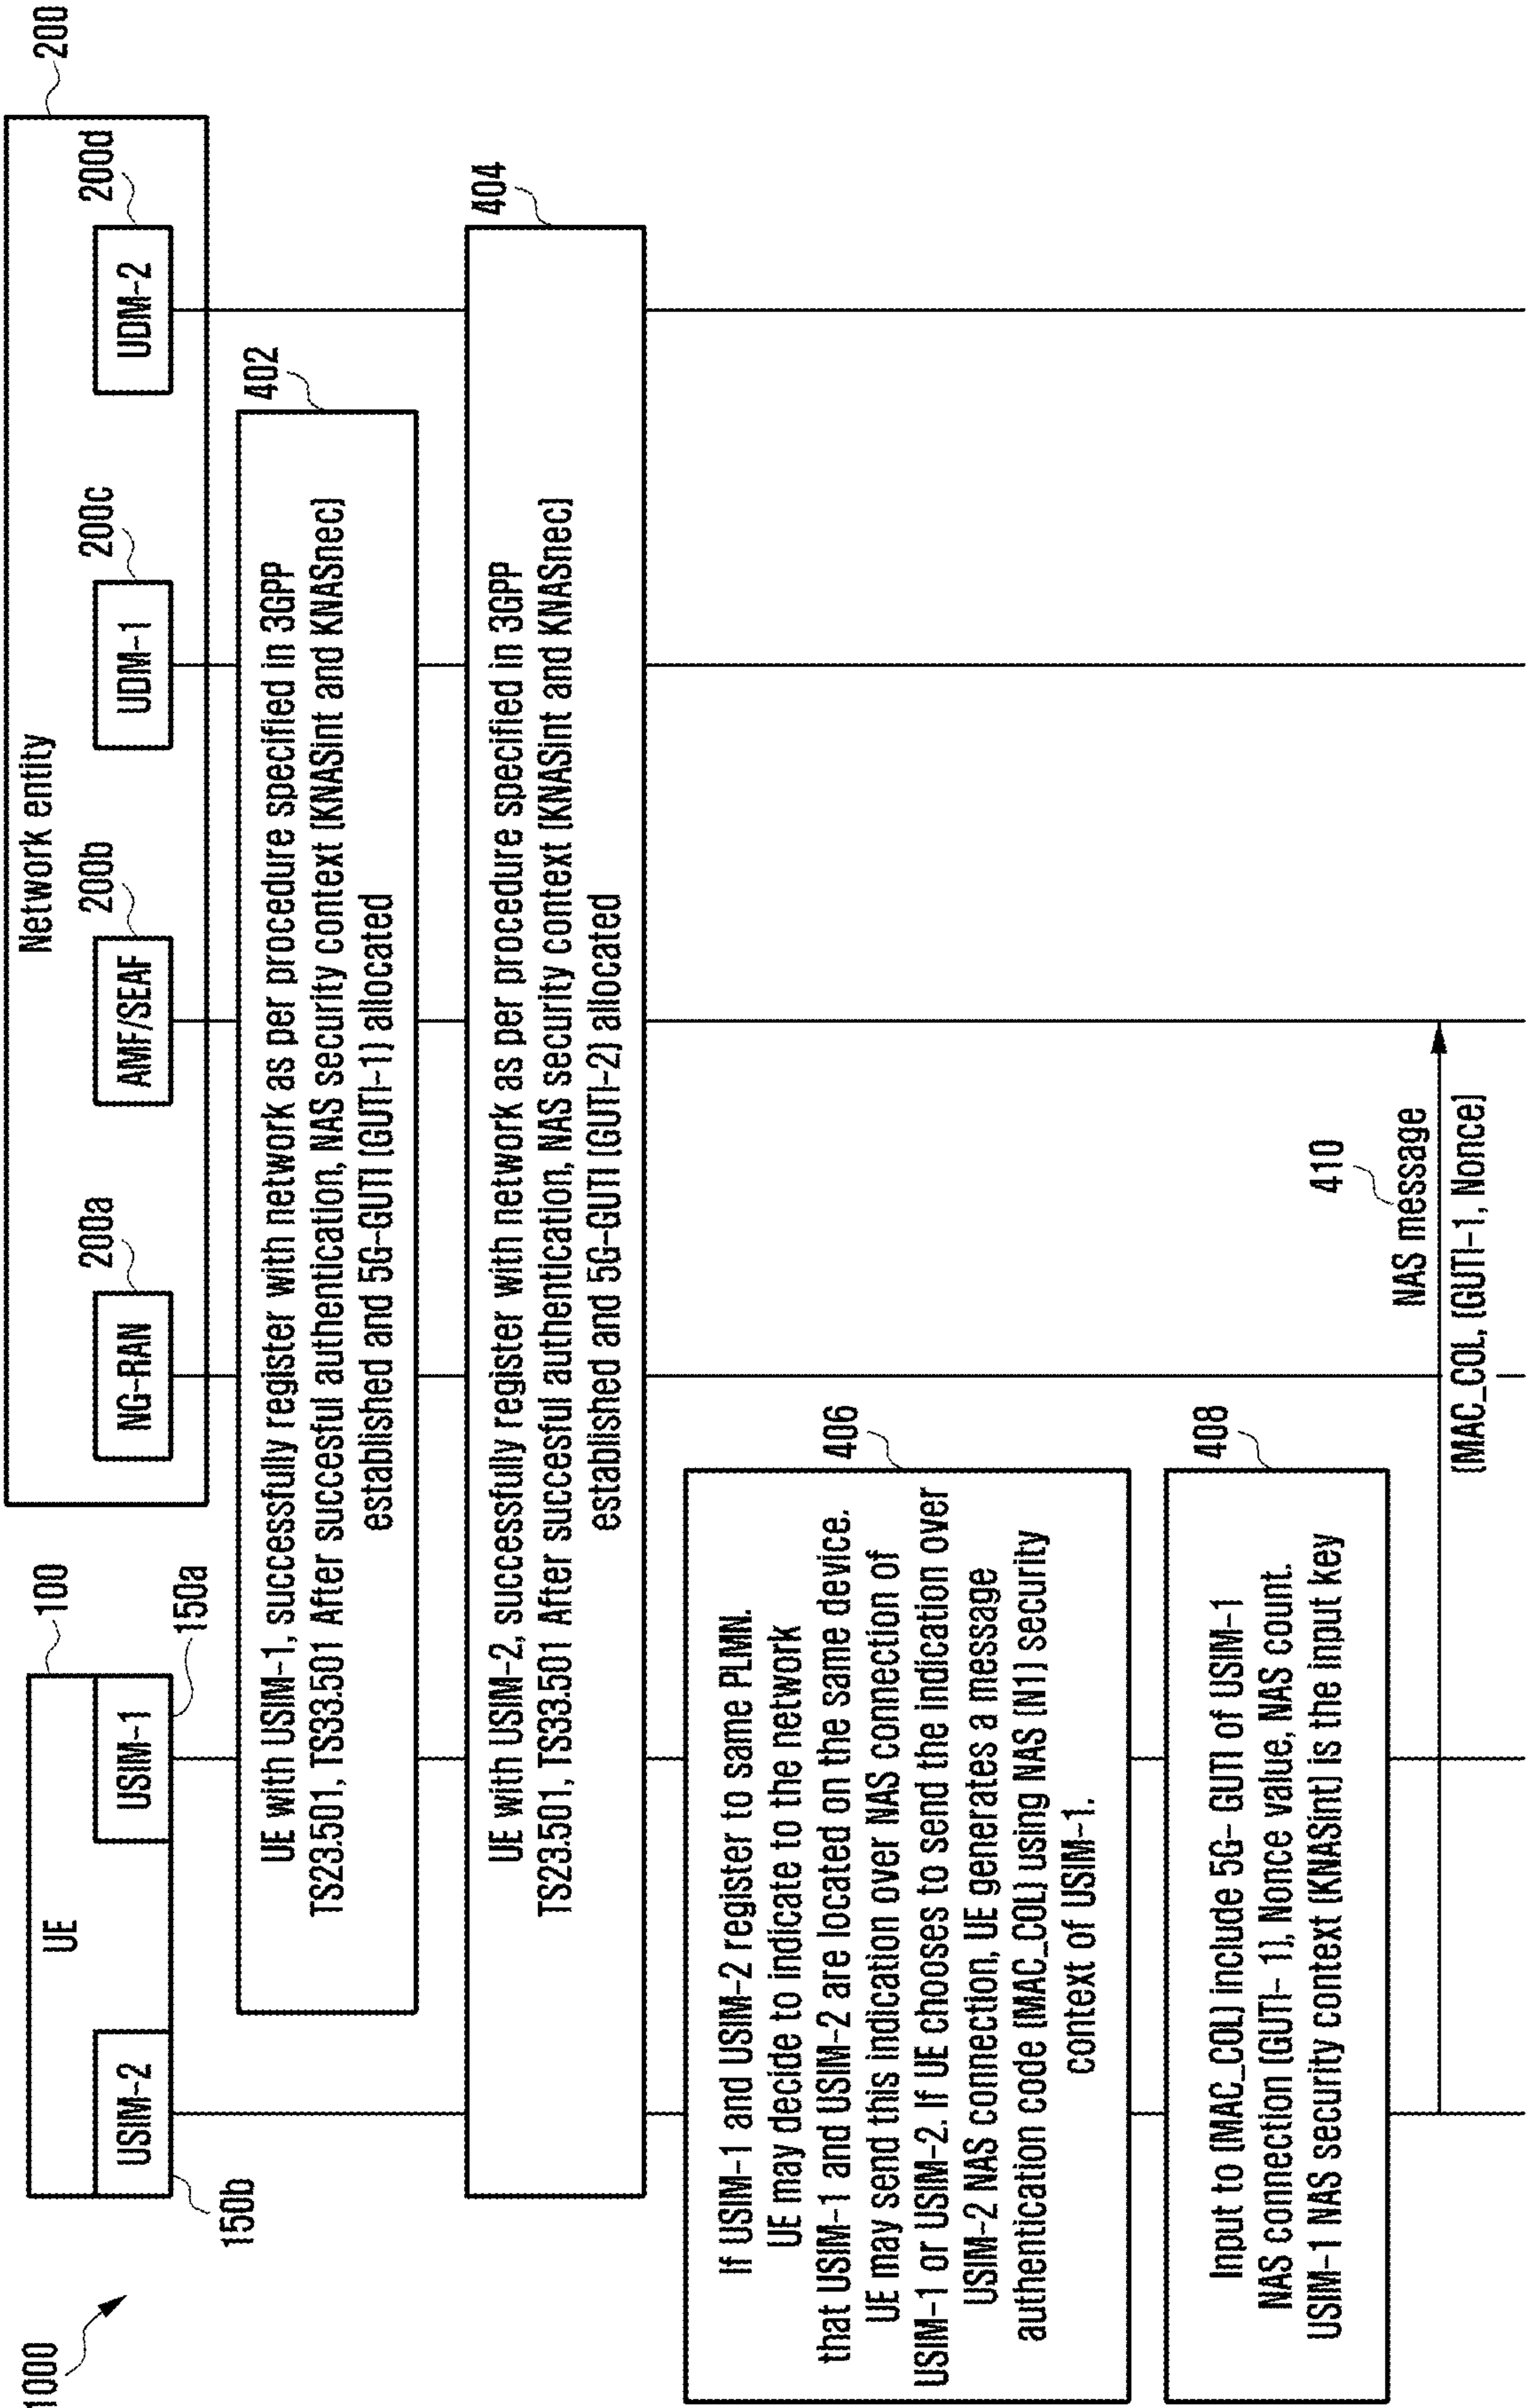 1000
UE
100
USIM-2
USIM-1
150b
150a
Network entity
200
NG-RAN
200a
AMF/SEAF
200b
UDM-1
200c
UDM-2
200d
402
UE with USIM-1, successfully register with network as per procedure specified in 3GPP
TS23.501, TS33.501 After succesful authentication, NAS security context (KNASint and KNASnec)
established and 5G-GUTI (GUTI-1) allocated
404
UE with USIM-2, successfully register with network as per procedure specified in 3GPP
TS23.501, TS33.501 After succesful authentication, NAS security context (KNASint and KNASnec)
established and 5G-GUTI (GUTI-2) allocated
406
If USIM-1 and USIM-2 register to same PLMN.
UE may decide to indicate to the network
that USIM-1 and USIM-2 are located on the same device.
UE may send this indication over NAS connection of
USIM-1 or USIM-2. If UE chooses to send the indication over
USIM-2 NAS connection, UE generates a message
authentication code (MAC_COL) using NAS (N1) security
context of USIM-1.
408
Input to (MAC_COL) include 5G- GUTI of USIM-1
NAS connection (GUTI- 1), Nonce value, NAS count.
USIM-1 NAS security context (KNASint) is the input key
410
NAS message
(MAC_COL, (GUTI-1, Nonce)